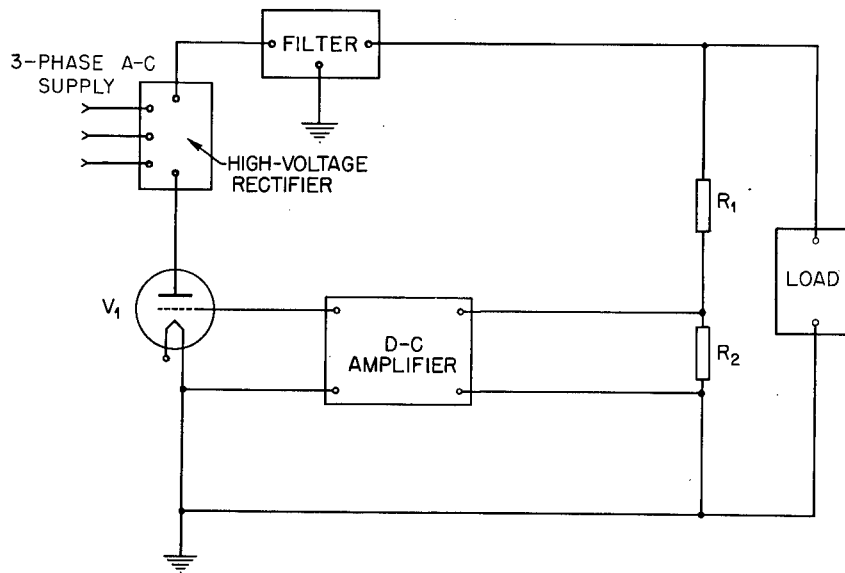 FILTER
3-PHASE A-C
SUPPLY
HIGH-VOLTAGE
RECTIFIER
R1
LOAD
V1
D-C
AMPLIFIER
R2